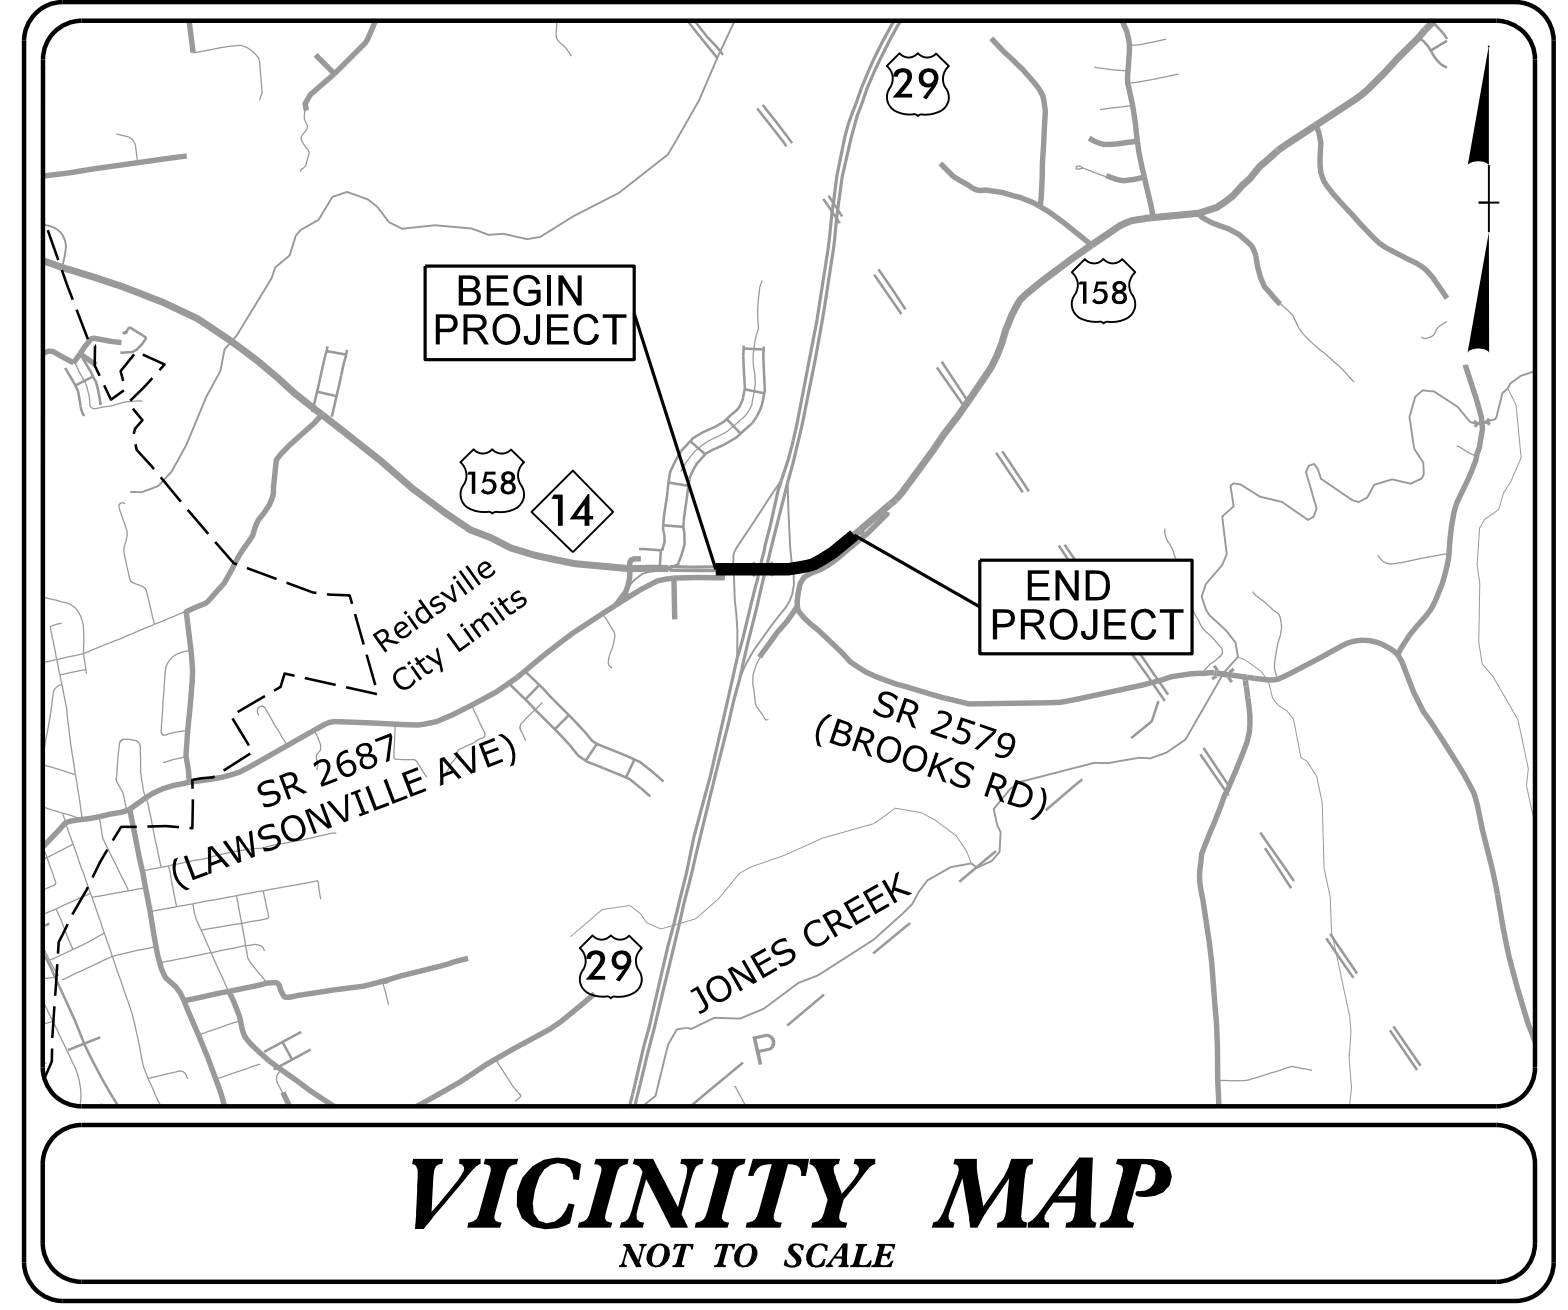 29
BEGIN
PROJECT
158
158
14
Reidsville
City Limits
END
PROJECT
SR 2687
(LAWSONVILLE AVE)
SR 2579
(BROOKS RD)
29
JONES CREEK
P
VICINITY MAP
NOT TO SCALE